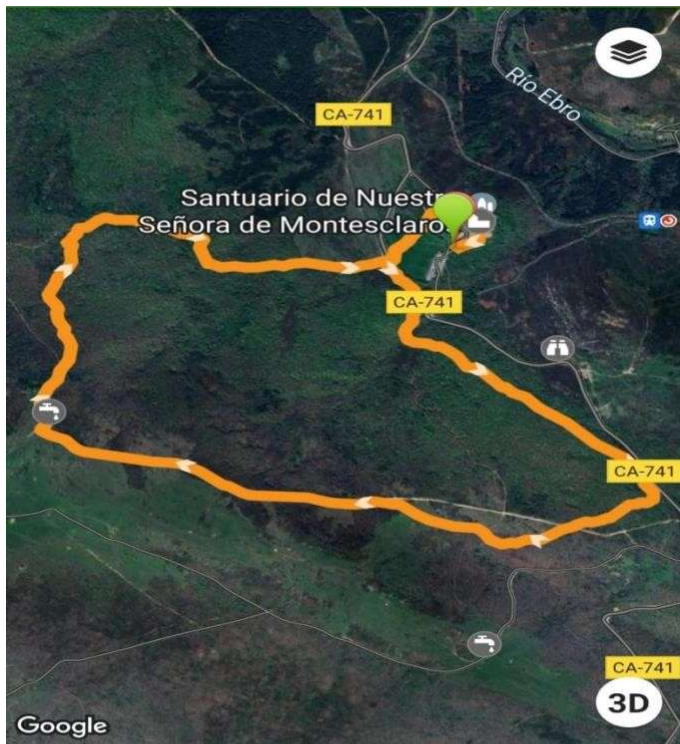 Río Ebro
CA-741
Santuario de Nuestr
Señora de Montesclaro
CA-741
CA-741
CA-741
3D
Google